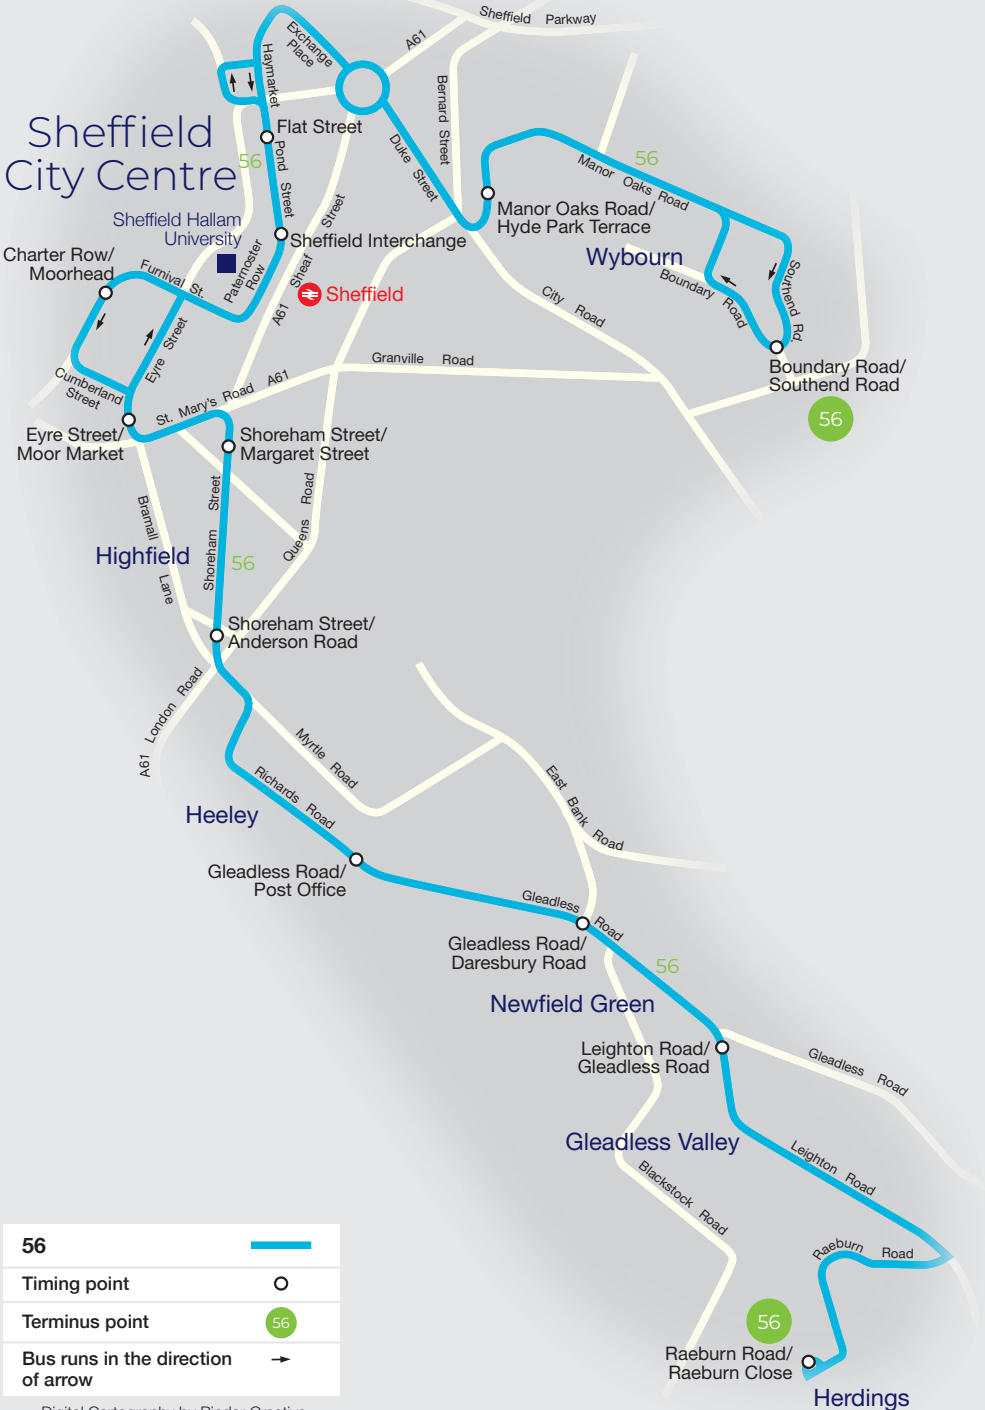 Sheffield Parkway
A61
Exchange
Place
Haymarket
Bernard Street
Flat Street
Sheffield
City Centre
56
Pond Street
Duke Street
Manor Oaks Road
56
Manor Oaks Road/
Hyde Park Terrace
Sheffield Hallam
University
Sheffield Interchange
Wybourn
Charter Row/
Moorhead
Furnival St.
Paternoster
Row
A61 Sheaf Street
Sheffield
City Road
Boundary Road
Southend Rd.
Eyre Street
Cumberland
Street
Granville Road
St. Mary's Road A61
Boundary Road/
Southend Road
56
Eyre Street/
Moor Market
Shoreham Street/
Margaret Street
Bramall Lane
Shoreham Street
Queens Road
Highfield
56
Shoreham Street/
Anderson Road
A61 London Road
Myrtle Road
Richards Road
East Bank Road
Heeley
Gleadless Road/
Post Office
Gleadless Road
Gleadless Road/
Daresbury Road
56
Newfield Green
Leighton Road/
Gleadless Road
Gleadless Road
Gleadless Valley
Leighton Road
Blackstock Road
Raeburn Road
56
Raeburn Road/
Raeburn Close
Herdings
56
Timing point
Terminus point
56
Bus runs in the direction
of arrow
Digital Cartography by Pindar Creative